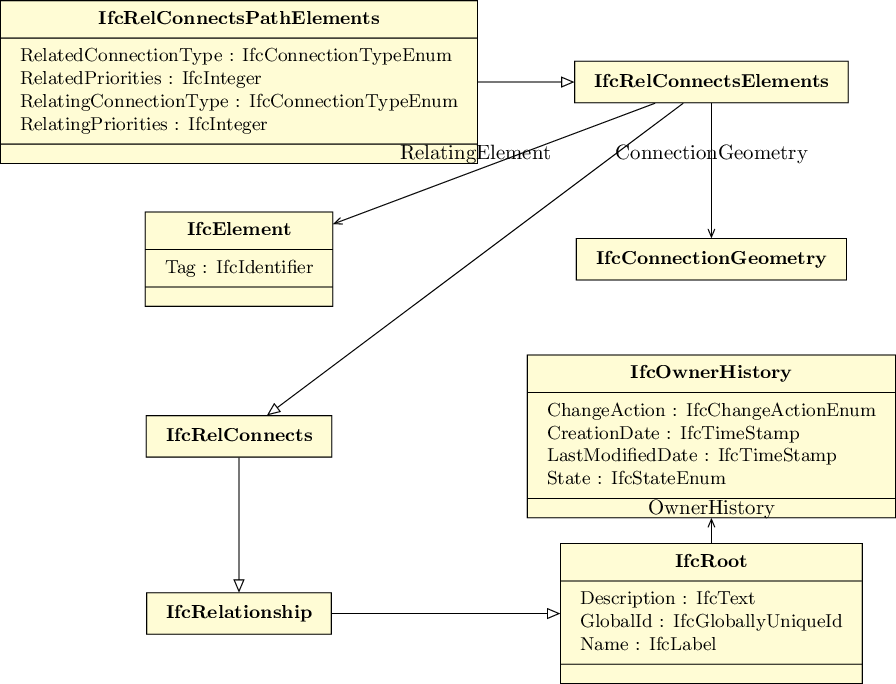 IfcRelConnectsPathElements
RelatedConnectionType : IfcConnectionTypeEnum
RelatedPriorities : IfcInteger
RelatingConnectionType : IfcConnectionTypeEnum
RelatingPriorities : IfcInteger
IfcRelConnectsElements
RelatingElement
ConnectionGeometry
IfcElement
Tag : IfcIdentifier
IfcConnectionGeometry
IfcOwnerHistory
ChangeAction : IfcChangeActionEnum
CreationDate : IfcTimeStamp
LastModifiedDate : IfcTimeStamp
State : IfcStateEnum
IfcRelConnects
OwnerHistory
IfcRoot
Description : IfcText
GlobalId : IfcGloballyUniqueId
Name : IfcLabel
IfcRelationship